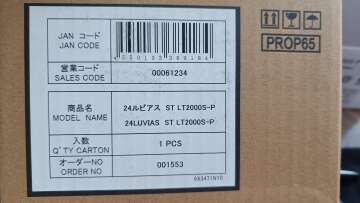 JAN コード
JAN CODE
営業コード
SALES CODE
00061234
商品名
MODEL NAME
24ルビアス ST LT2000S-P
24LUVIAS ST LT2000S-P
入数
Q'TY CARTON
1 PCS
オーダーNO
ORDER NO
001553
PROP65